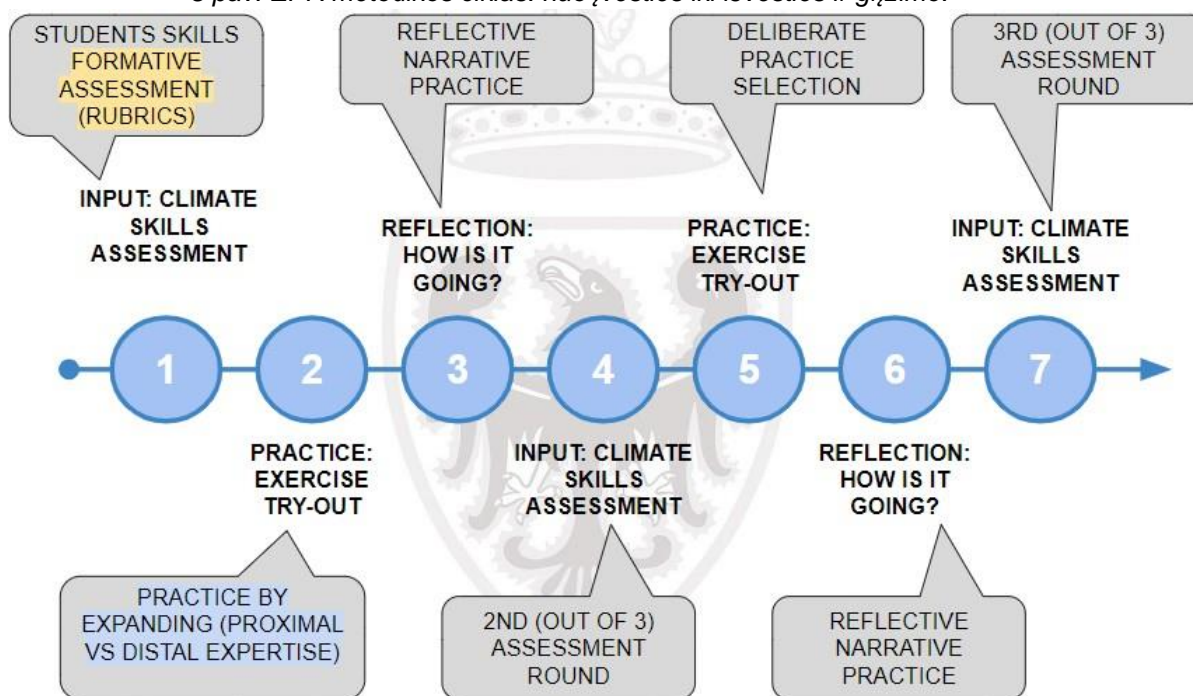 STUDENTS SKILLS
FORMATIVE
ASSESSMENT
(RUBRICS)
REFLECTIVE
NARRATIVE
PRACTICE
DELIBERATE
PRACTICE
SELECTION
3RD (OUT OF 3)
ASSESSMENT
ROUND
INPUT: CLIMATE
SKILLS
ASSESSMENT
REFLECTION:
HOW IS IT
GOING?
PRACTICE:
EXERCISE
TRY-OUT
INPUT: CLIMATE
SKILLS
ASSESSMENT
1
2
3
4
5
6
7
PRACTICE:
EXERCISE
TRY-OUT
INPUT: CLIMATE
SKILLS
ASSESSMENT
REFLECTION:
HOW IS IT
GOING?
PRACTICE BY
EXPANDING (PROXIMAL
VS DISTAL EXPERTISE)
2ND (OUT OF 3)
ASSESSMENT
ROUND
REFLECTIVE
NARRATIVE
PRACTICE